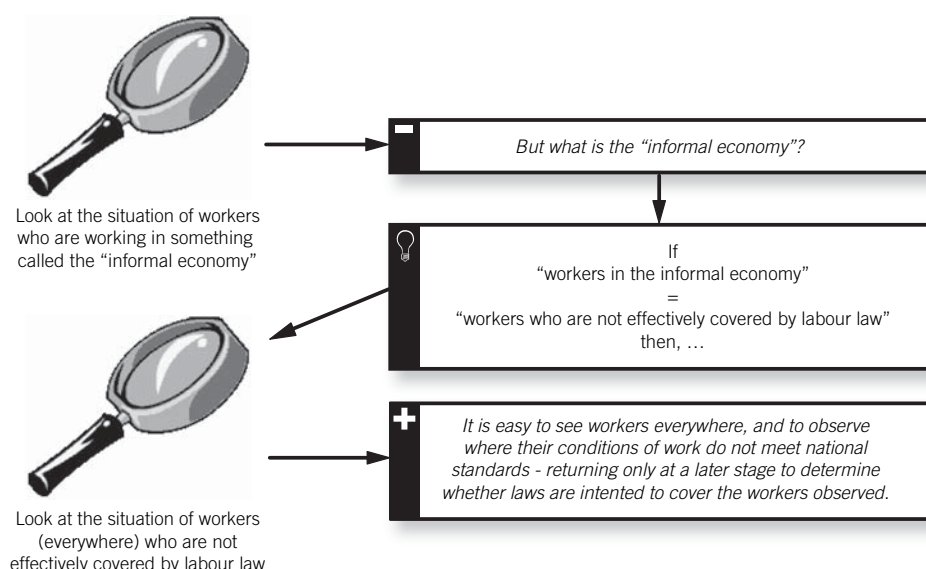 Look at the situation of workers
who are working in something
called the “informal economy”
But what is the “informal economy”?
If
“workers in the informal economy”
=
“workers who are not effectively covered by labour law”
then, …
Look at the situation of workers
(everywhere) who are not
effectively covered by labour law
It is easy to see workers everywhere, and to observe
where their conditions of work do not meet national
standards - returning only at a later stage to determine
whether laws are intented to cover the workers observed.